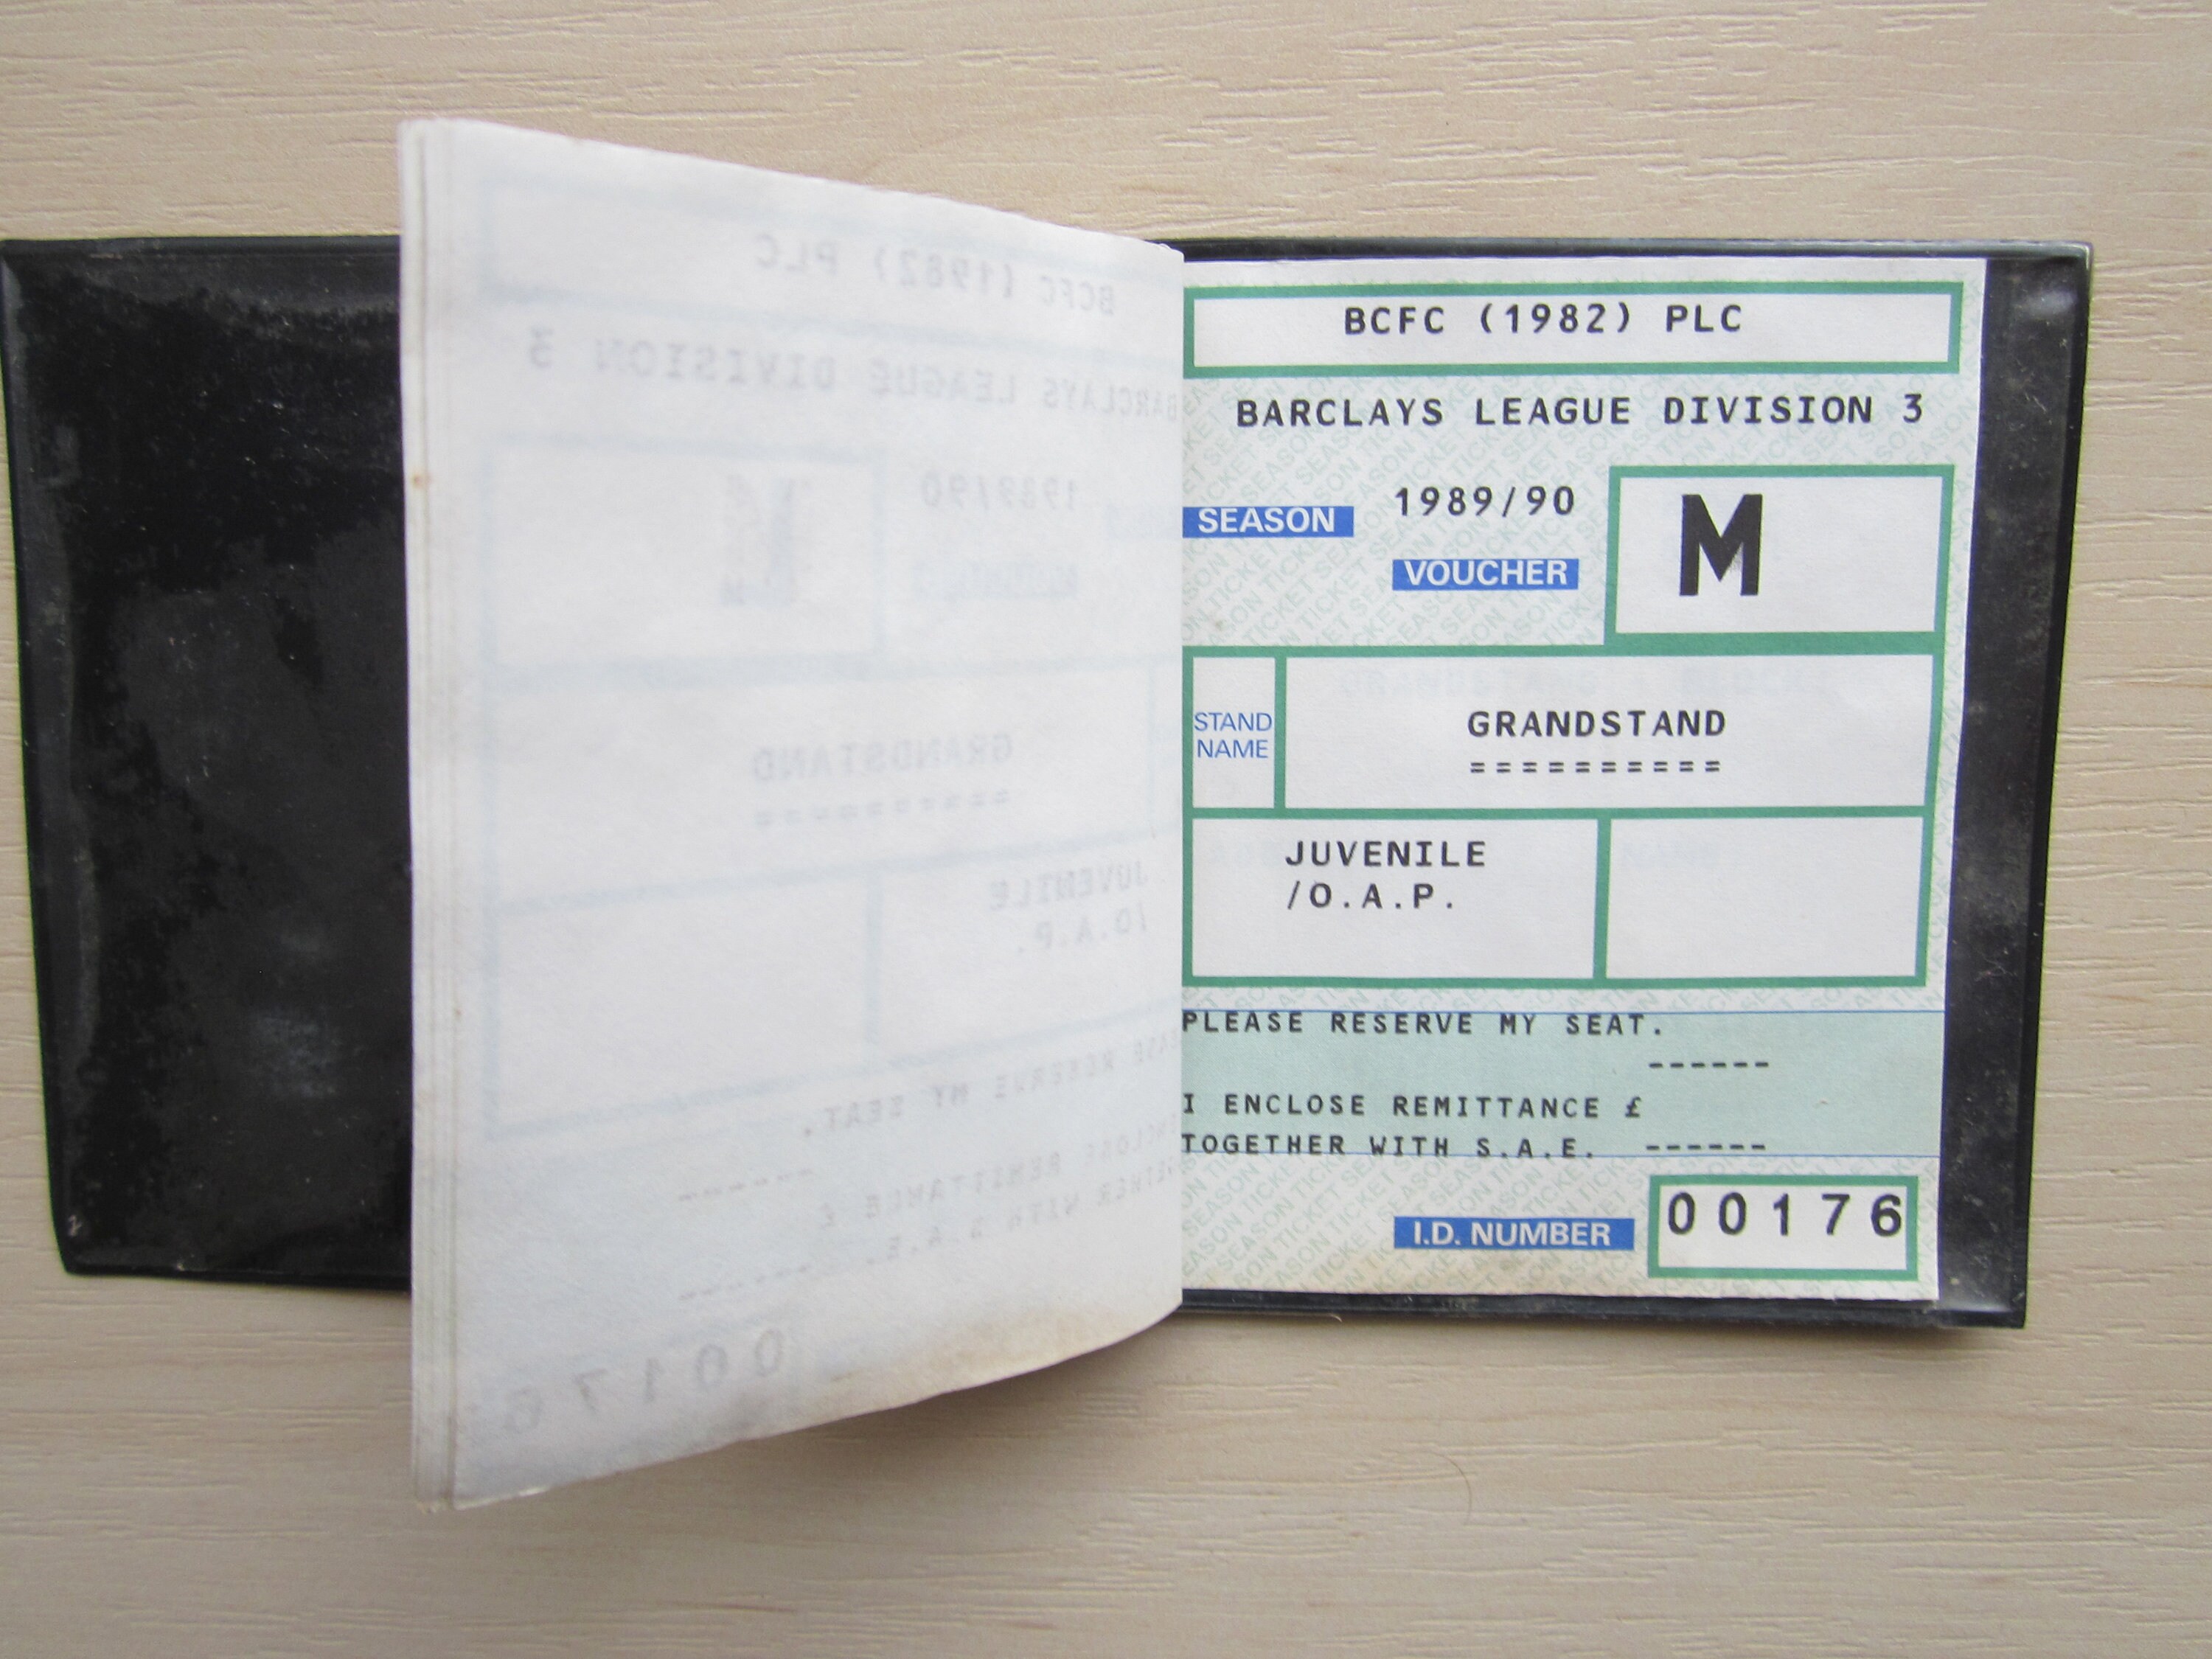 BCFC (1982) PLC
BARCLAYS LEAGUE DIVISION 3
SEASON 1989/90
VOUCHER
M
STAND NAME
GRANDSTAND
==========
JUVENILE
/O.A.P.
PLEASE RESERVE MY SEAT.
------
I ENCLOSE REMITTANCE £
TOGETHER WITH S.A.E. ------
I.D. NUMBER 00176